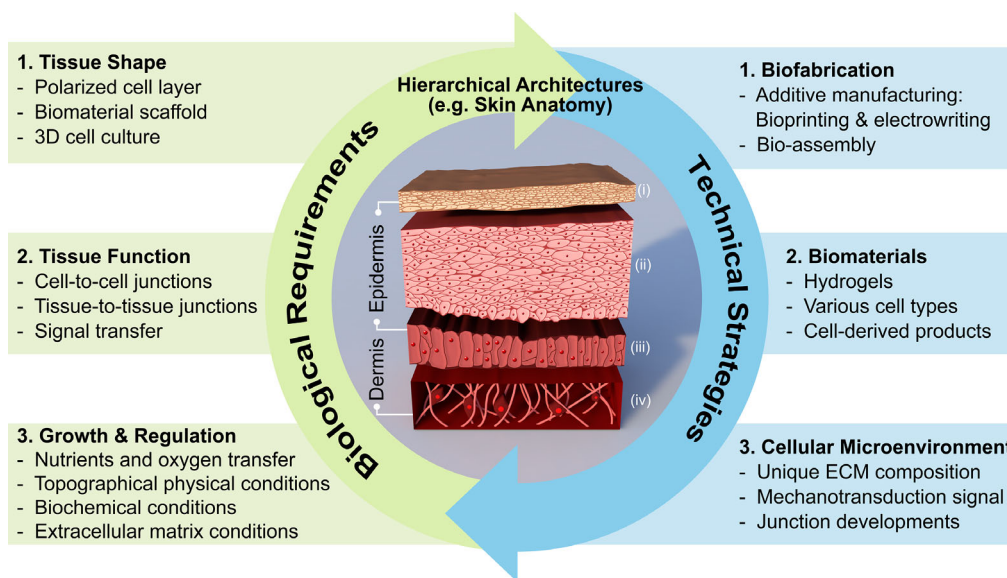 Hierarchical Architectures
(e.g. Skin Anatomy)
Biological Requirements
1. Tissue Shape
- Polarized cell layer
- Biomaterial scaffold
- 3D cell culture
2. Tissue Function
- Cell-to-cell junctions
- Tissue-to-tissue junctions
- Signal transfer
3. Growth & Regulation
- Nutrients and oxygen transfer
- Topographical physical conditions
- Biochemical conditions
- Extracellular matrix conditions
Epidermis
Dermis
(i)
(ii)
(iii)
(iv)
Technical Strategies
1. Biofabrication
- Additive manufacturing:
Bioprinting & electrowriting
- Bio-assembly
2. Biomaterials
- Hydrogels
- Various cell types
- Cell-derived products
3. Cellular Microenvironment
- Unique ECM composition
- Mechanotransduction signal
- Junction developments